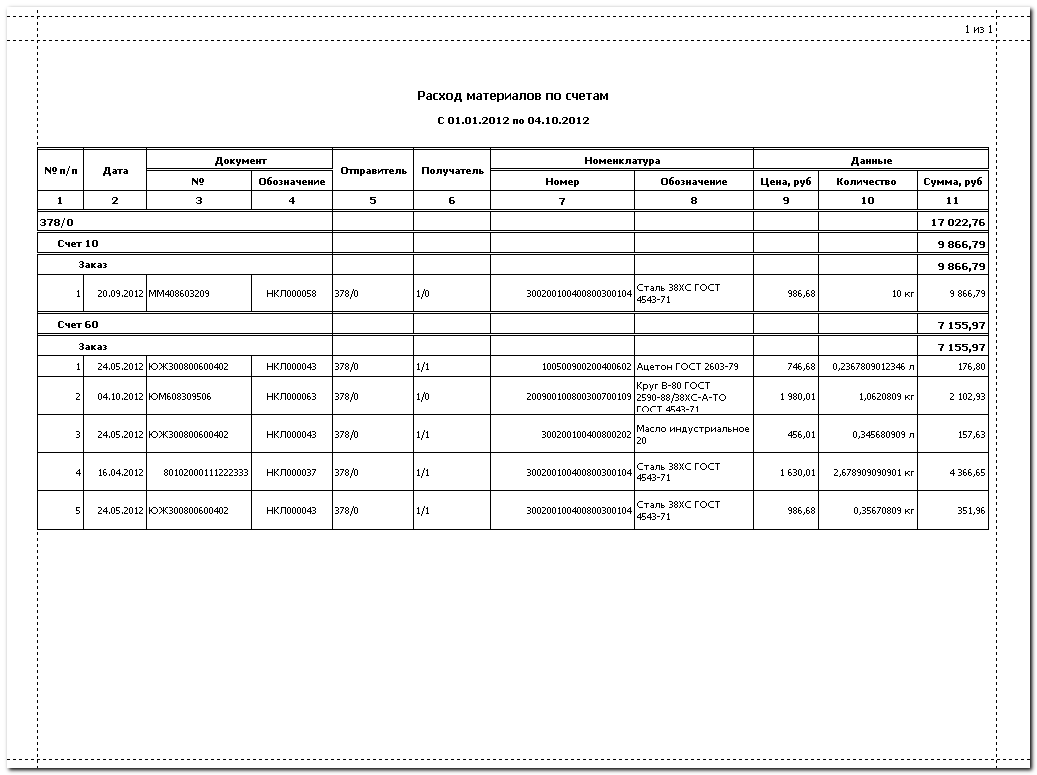 1 из 1
Расход материалов по счетам
С 01.01.2012 по 04.10.2012
№ п/п Дата Документ Отправитель Получатель Номенклатура Данные
№ Обозначение Номер Обозначение Цена, руб Количество Сумма, руб
1 2 3 4 5 6 7 8 9 10 11
378/0 17 022,76
Счет 10 9 866,79
Заказ 9 866,79
1 20.09.2012 ММ408603209 НКЛ000058 378/0 1/0 300200100400800300104 Сталь 38ХС ГОСТ 986,68 10 кг 9 866,79
4543-71
Счет 60 7 155,97
Заказ 7 155,97
1 24.05.2012 ЮЖ300800600402 НКЛ000043 378/0 1/1 100500900200400602 Ацетон ГОСТ 2603-79 746,68 0,2367809012346 л 176,80
2 04.10.2012 ЮМ608309506 НКЛ000063 378/0 1/0 200900100800300700109 Круг В-80 ГОСТ 1 980,01 1,0620809 кг 2 102,93
2590-88/38ХС-А-ТО
ГОСТ 4543-71
3 24.05.2012 ЮЖ300800600402 НКЛ000043 378/0 1/1 300200100400800202 Масло индустриальное 456,01 0,345680909 л 157,63
20
4 16.04.2012 80102000111222333 НКЛ000037 378/0 1/1 300200100400800300104 Сталь 38ХС ГОСТ 1 630,01 2,678909090901 кг 4 366,65
4543-71
5 24.05.2012 ЮЖ300800600402 НКЛ000043 378/0 1/1 300200100400800300104 Сталь 38ХС ГОСТ 986,68 0,35670809 кг 351,96
4543-71